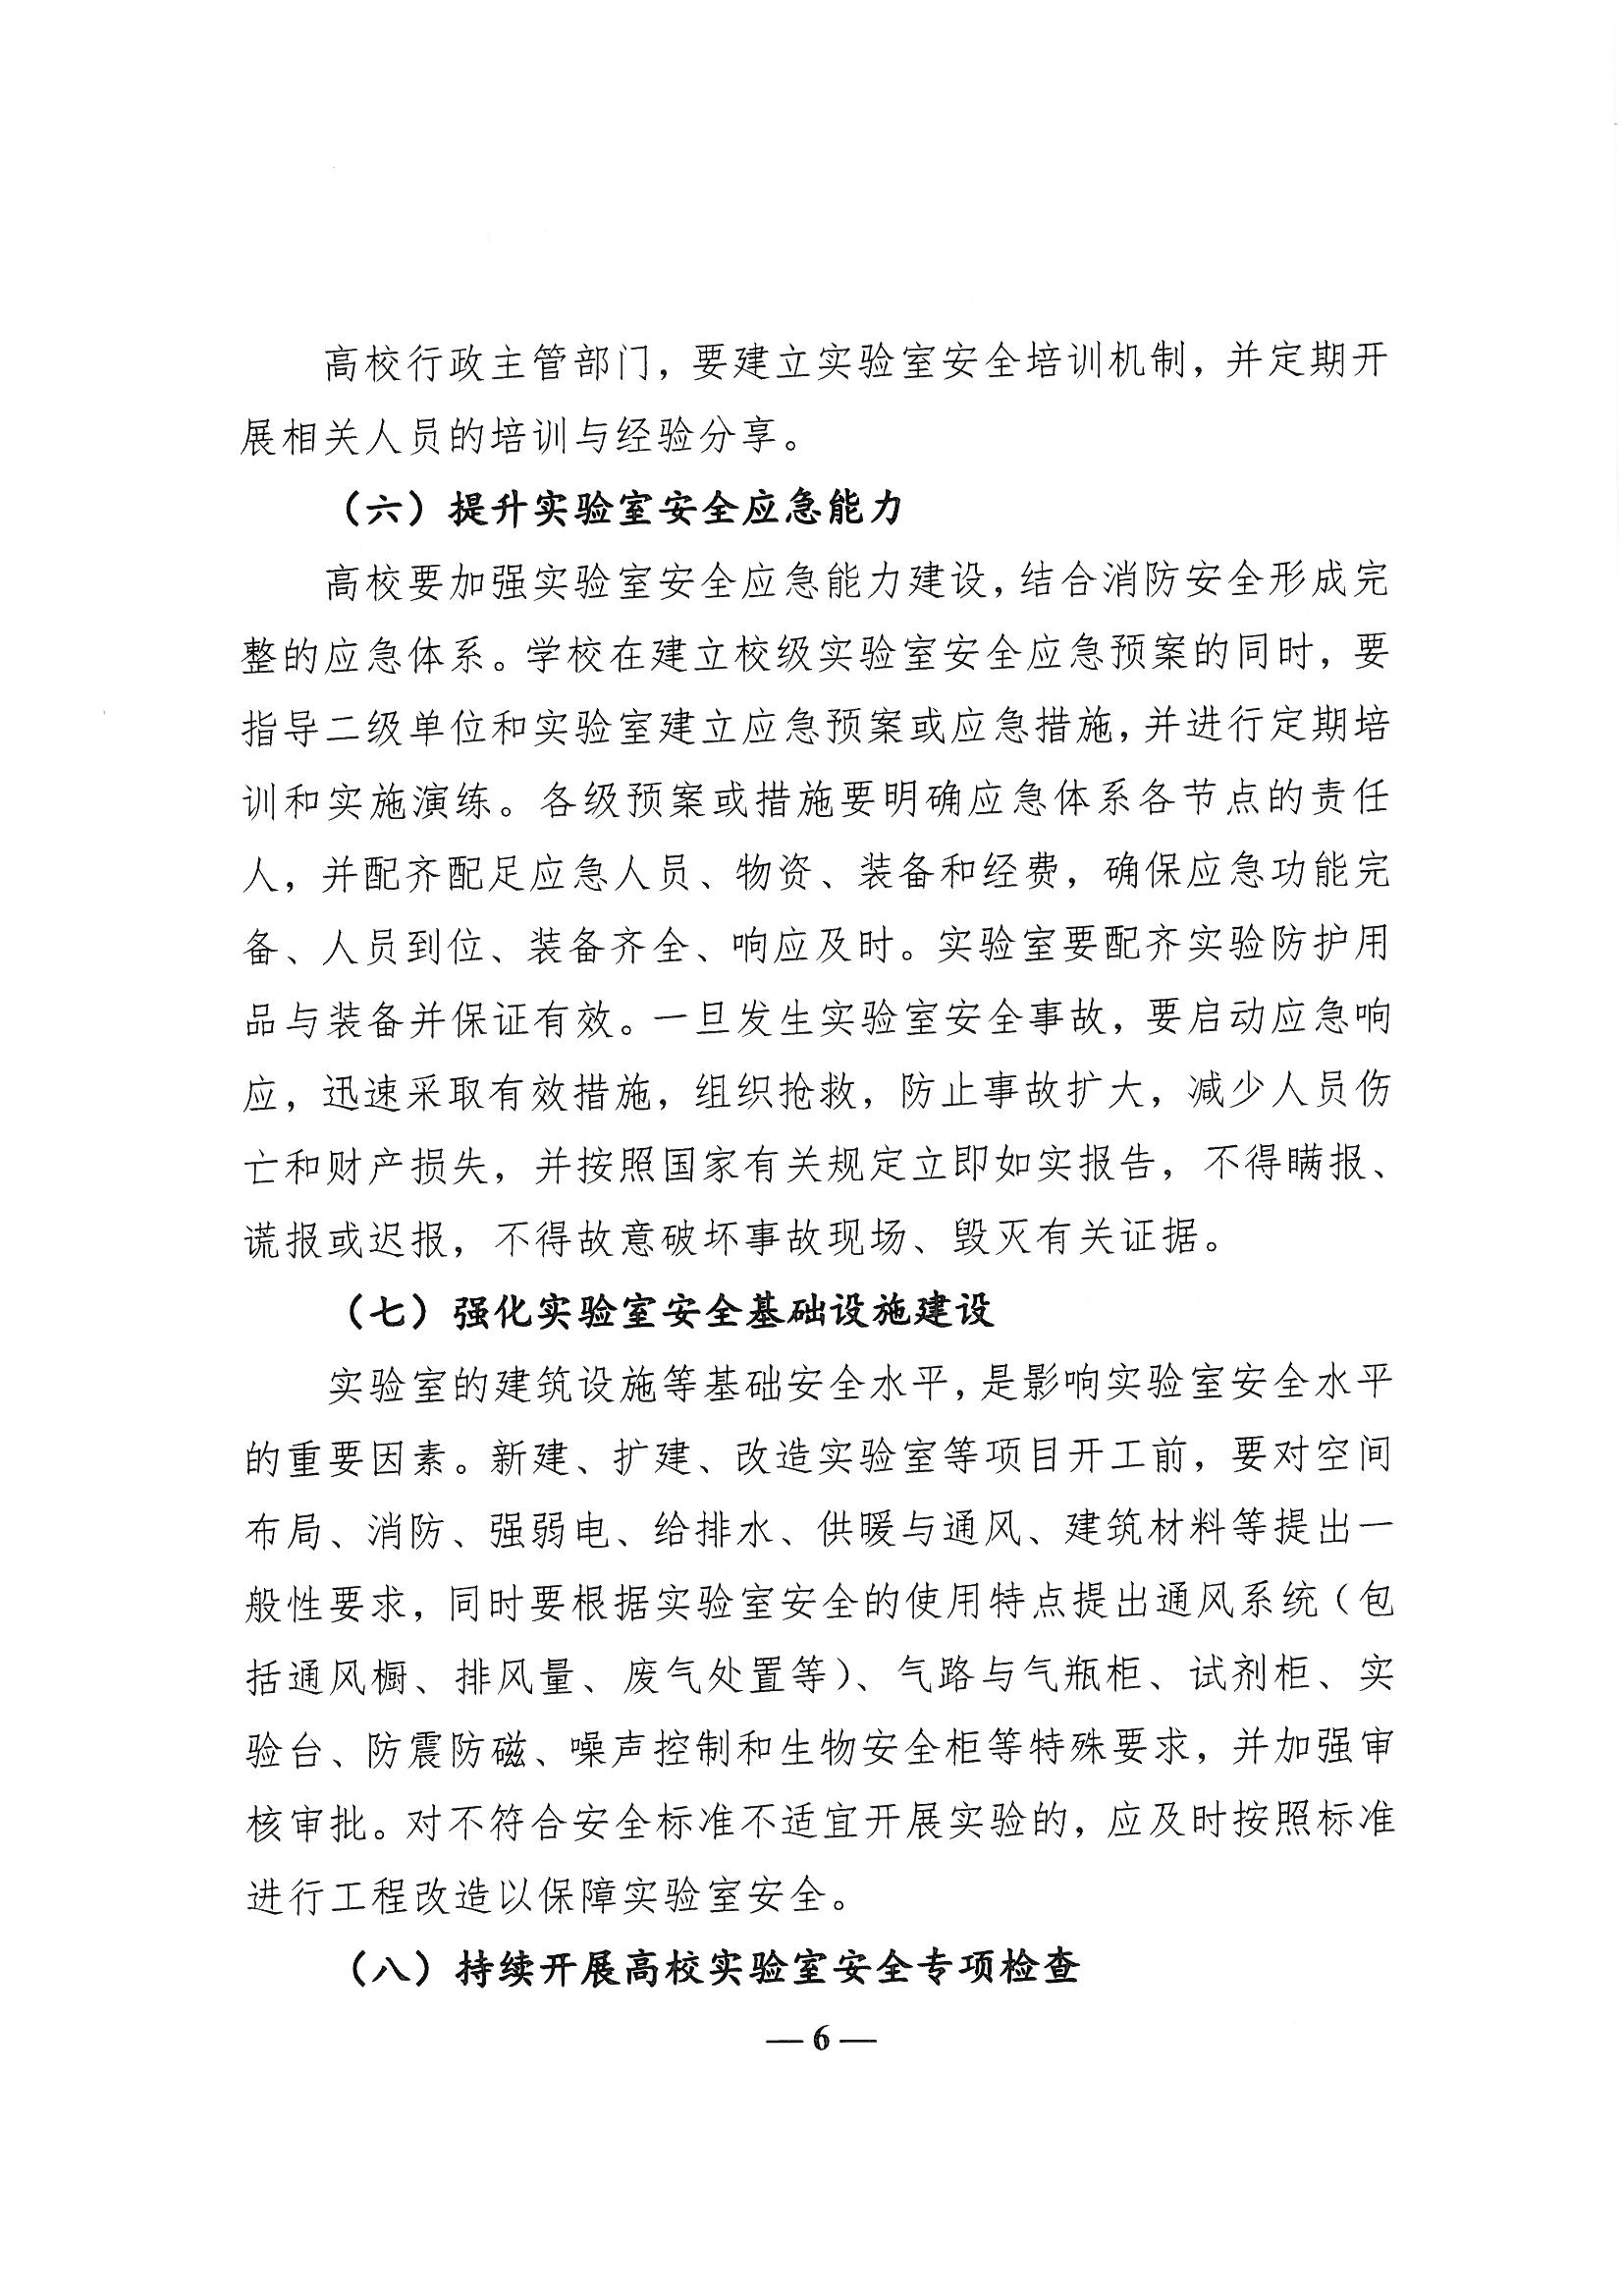 高校行政主管部门，要建立实验室安全培训机制，并定期开
展相关人员的培训与经验分享。
（六）提升实验室安全应急能力
高校要加强实验室安全应急能力建设，结合消防安全形成完
整的应急体系。学校在建立校级实验室安全应急预案的同时，要
指导二级单位和实验室建立应急预案或应急措施，并进行定期培
训和实施演练。各级预案或措施要明确应急体系各节点的责任
人，并配齐配足应急人员、物资、装备和经费，确保应急功能完
备、人员到位、装备齐全、响应及时。实验室要配齐实验防护用
品与装备并保证有效。一旦发生实验室安全事故，要启动应急响
应，迅速采取有效措施，组织抢救，防止事故扩大，减少人员伤
亡和财产损失，并按照国家有关规定立即如实报告，不得瞒报、
谎报或迟报，不得故意破坏事故现场、毁灭有关证据。
（七）强化实验室安全基础设施建设
实验室的建筑设施等基础安全水平，是影响实验室安全水平
的重要因素。新建、扩建、改造实验室等项目开工前，要对空间
布局、消防、强弱电、给排水、供暖与通风、建筑材料等提出一
般性要求，同时要根据实验室安全的使用特点提出通风系统（包
括通风橱、排风量、废气处置等）、气路与气瓶柜、试剂柜、实
验台、防震防磁、噪声控制和生物安全柜等特殊要求，并加强审
核审批。对不符合安全标准不适宜开展实验的，应及时按照标准
进行工程改造以保障实验室安全。
（八）持续开展高校实验室安全专项检查
— 6 —